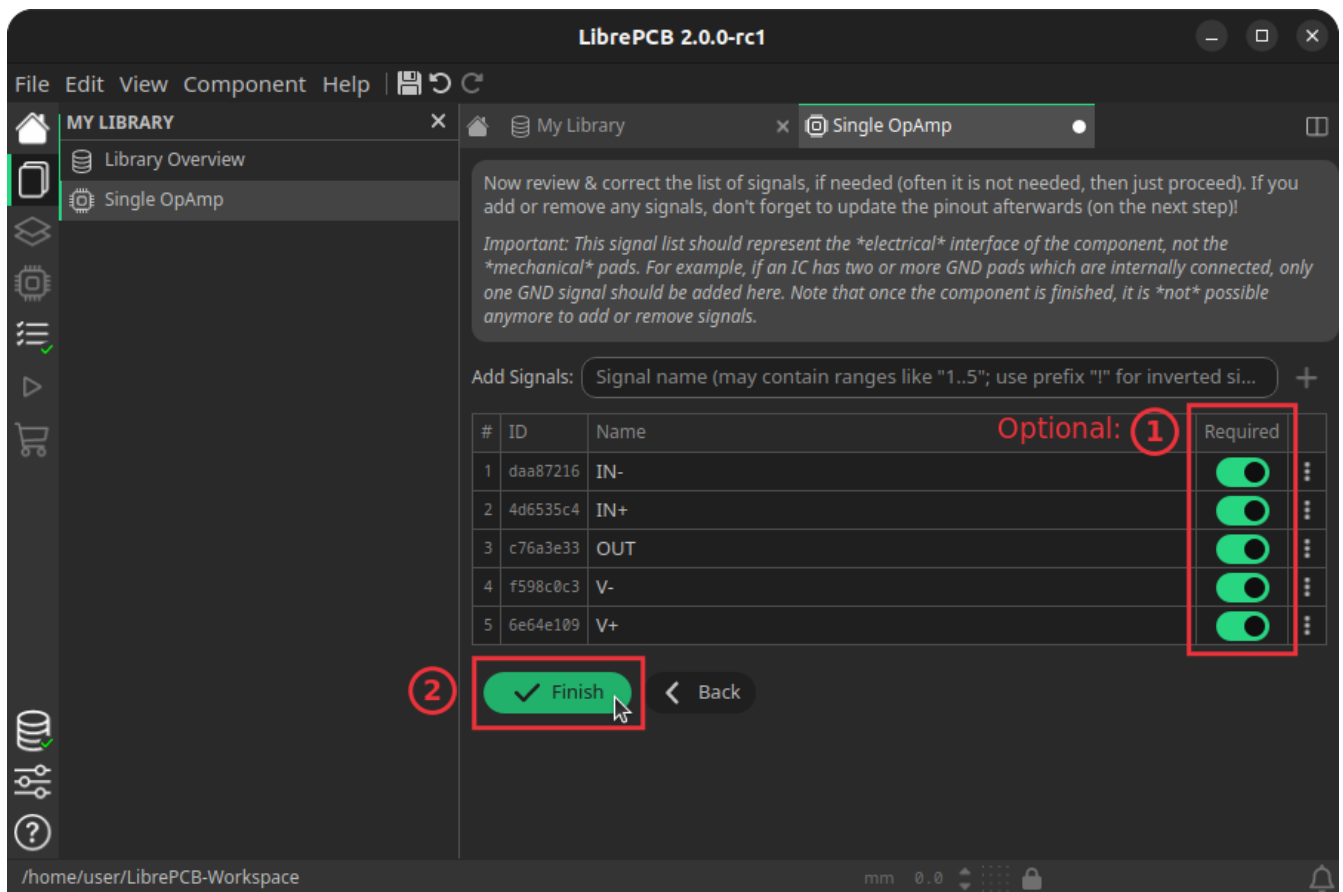 LibrePCB 2.0.0-rc1
File Edit View Component Help
MY LIBRARY
My Library
Single OpAmp
Library Overview
Single OpAmp
Now review & correct the list of signals, if needed (often it is not needed, then just proceed). If you
add or remove any signals, don't forget to update the pinout afterwards (on the next step)!
Important: This signal list should represent the *electrical* interface of the component, not the
*mechanical* pads. For example, if an IC has two or more GND pads which are internally connected, only
one GND signal should be added here. Note that once the component is finished, it is *not* possible
anymore to add or remove signals.
Add Signals: Signal name (may contain ranges like "1..5"; use prefix "!" for inverted si... +
# ID Name Optional: 1 Required
1 daa87216 IN-
2 4d6535c4 IN+
3 c76a3e33 OUT
4 f598c0c3 V-
5 6e64e109 V+
2 Finish Back
/home/user/LibrePCB-Workspace mm 0.0